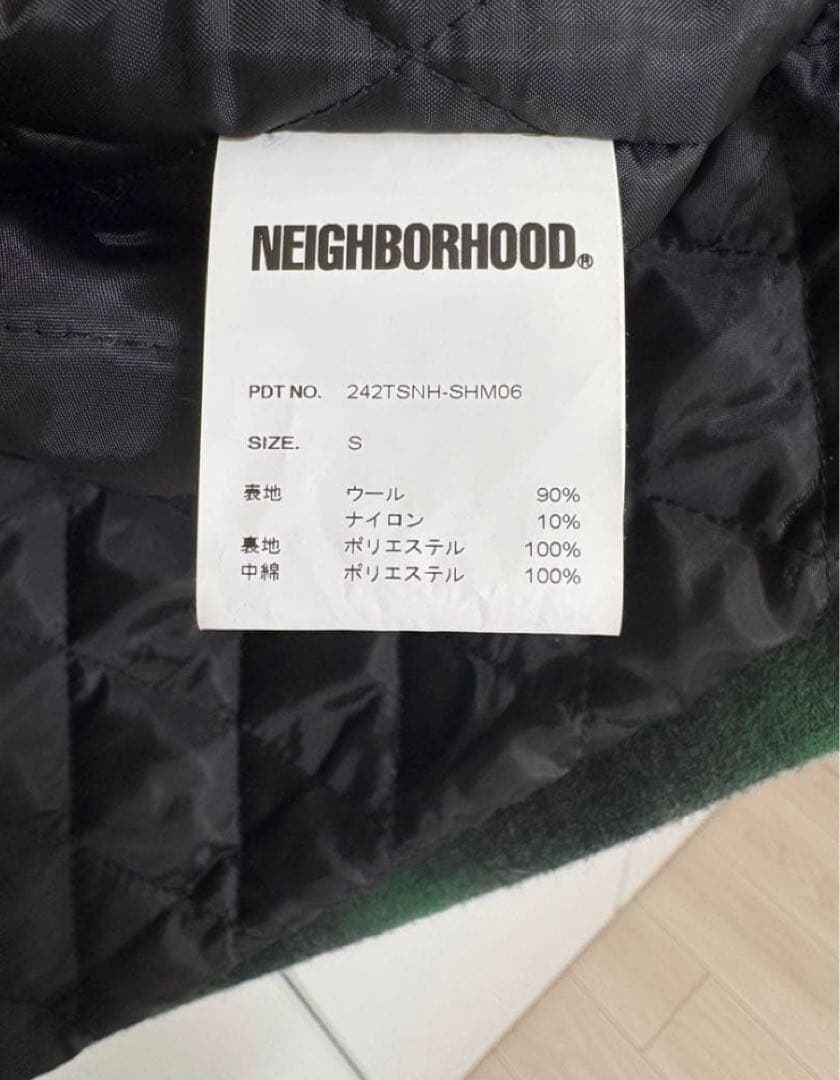 NEIGHBORHOOD®
PDT NO. 242TSNH-SHM06
SIZE. S
表地 ウール 90%
ナイロン 10%
裏地 ポリエステル 100%
中綿 ポリエステル 100%